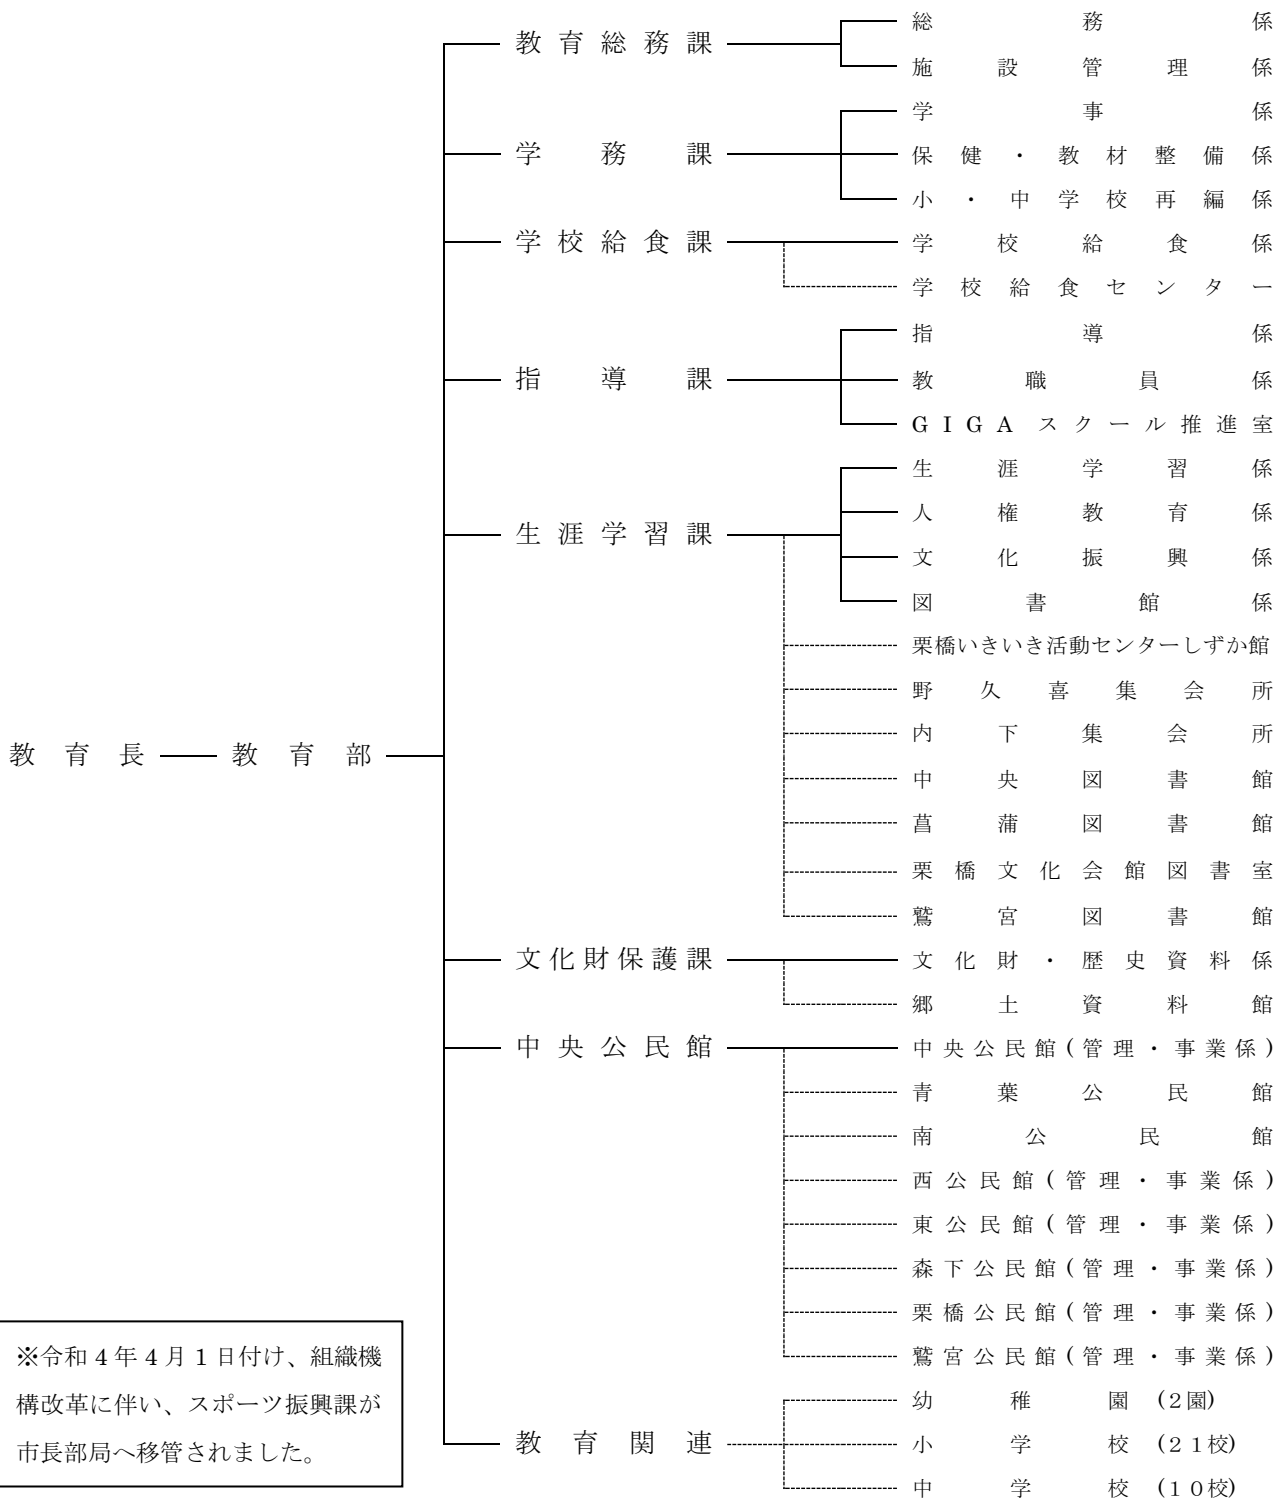 教育長
教育部
教育総務課
総務係
施設管理係
学務課
学事係
保健・教材整備係
小・中学校再編係
学校給食課
学校給食係
学校給食センター
指導課
指導係
教職員係
GIGAスクール推進室
生涯学習課
生涯学習係
人権教育係
文化振興係
図書館係
栗橋いきいき活動センターしずか館
野久喜集会所
内下集会所
中央図書館
菖蒲図書館
栗橋文化会館図書室
鷲宮図書館
文化財保護課
文化財・歴史資料係
郷土資料館
中央公民館
中央公民館(管理・事業係)
青葉公民館
南公民館
西公民館(管理・事業係)
東公民館(管理・事業係)
森下公民館(管理・事業係)
栗橋公民館(管理・事業係)
鷲宮公民館(管理・事業係)
教育関連
幼稚園(2園)
小学校(21校)
中学校(10校)
※令和4年4月1日付け、組織機
構改革に伴い、スポーツ振興課が
市長部局へ移管されました。